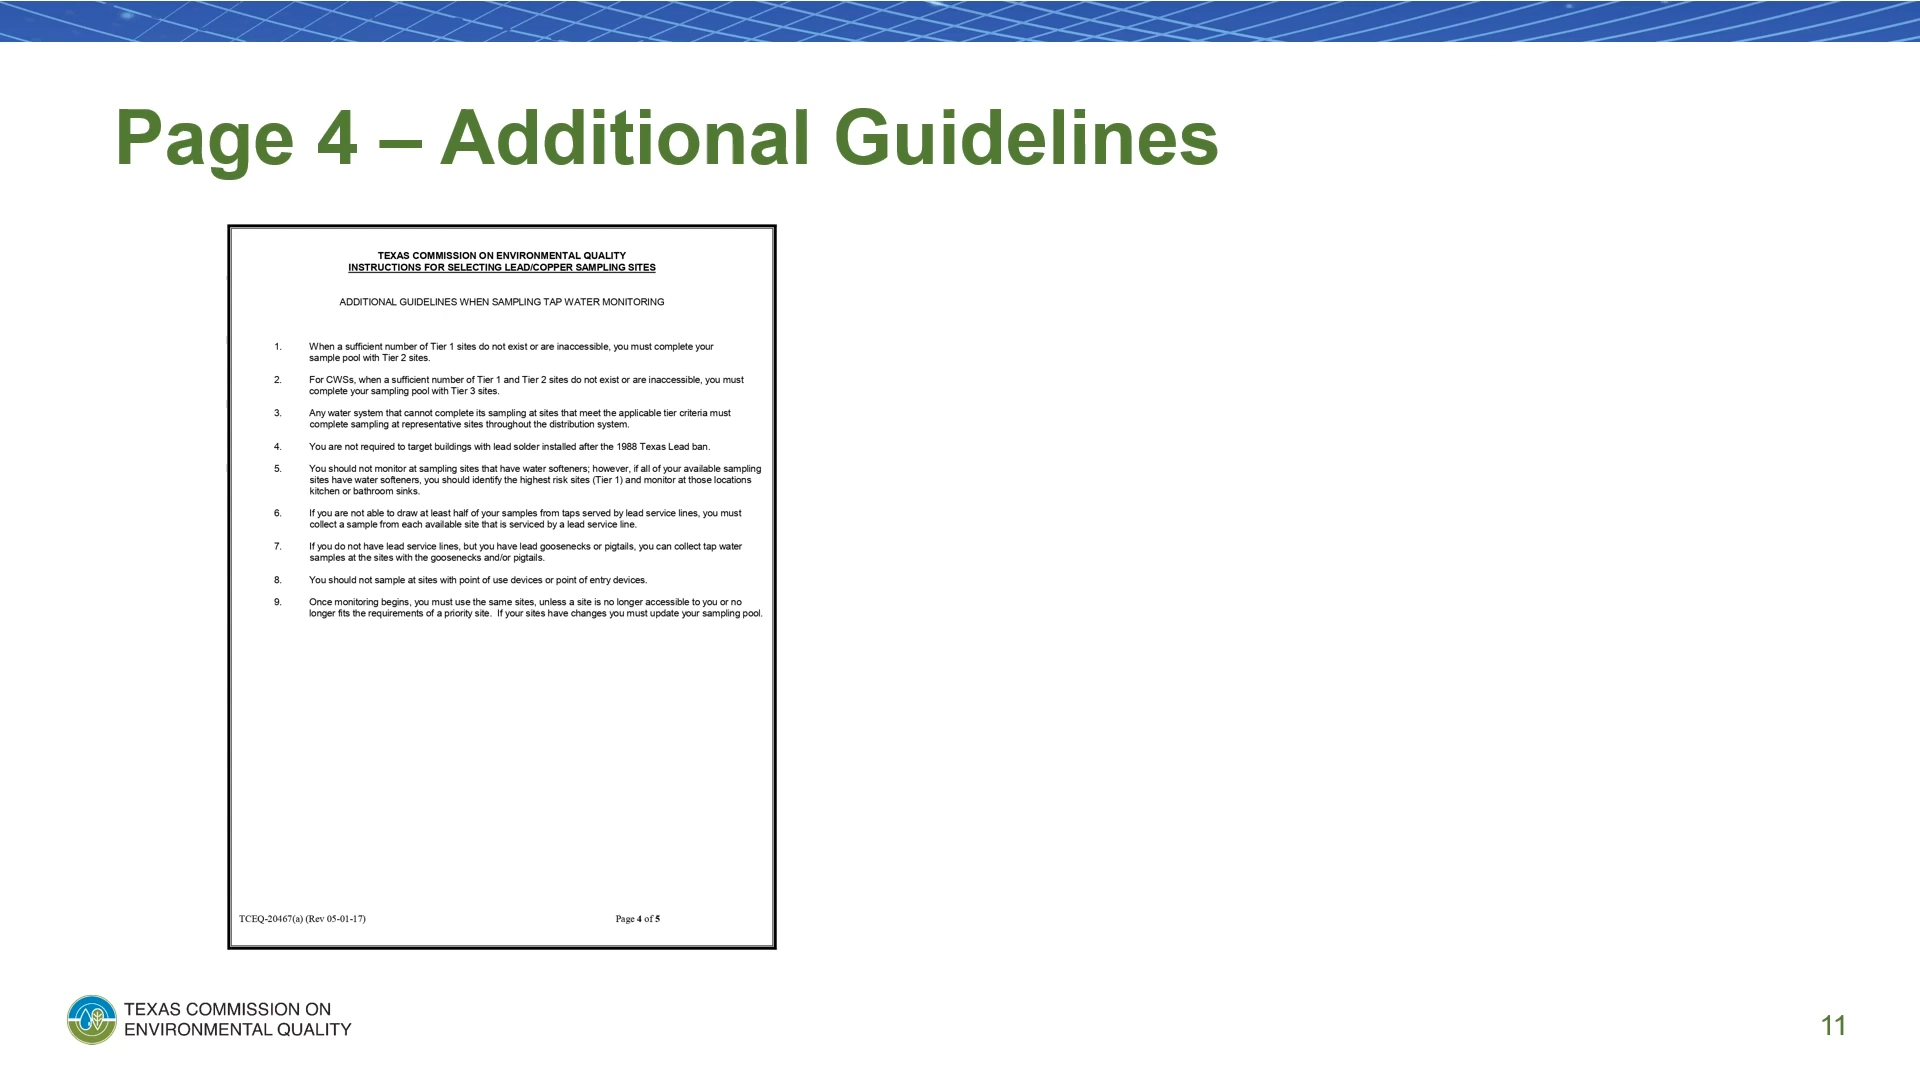 Page 4 – Additional Guidelines
TEXAS COMMISSION ON ENVIRONMENTAL QUALITY
INSTRUCTIONS FOR SELECTING LEAD/COPPER SAMPLING SITES
ADDITIONAL GUIDELINES WHEN SAMPLING TAP WATER MONITORING
1. When a sufficient number of Tier 1 sites do not exist or are inaccessible, you must complete your
sample pool with Tier 2 sites.
2. For CWSs, when a sufficient number of Tier 1 and Tier 2 sites do not exist or are inaccessible, you must
complete your sampling pool with Tier 3 sites.
3. Any water system that cannot complete its sampling at sites that meet the applicable tier criteria must
complete sampling at representative sites throughout the distribution system.
4. You are not required to target buildings with lead solder installed after the 1988 Texas Lead ban.
5. You should not monitor at sampling sites that have water softeners; however, if all of your available sampling
sites have water softeners, you should identify the highest risk sites (Tier 1) and monitor at those locations
kitchen or bathroom sinks.
6. If you are not able to draw at least half of your samples from taps served by lead service lines, you must
collect a sample from each available site that is serviced by a lead service line.
7. If you do not have lead service lines, but you have lead goosenecks or pigtails, you can collect tap water
samples at the sites with the goosenecks and/or pigtails.
8. You should not sample at sites with point of use devices or point of entry devices.
9. Once monitoring begins, you must use the same sites, unless a site is no longer accessible to you or no
longer fits the requirements of a priority site. If your sites have changes you must update your sampling pool.
TCEQ-20467(a) (Rev 05-01-17) Page 4 of 5
TEXAS COMMISSION ON
ENVIRONMENTAL QUALITY
11